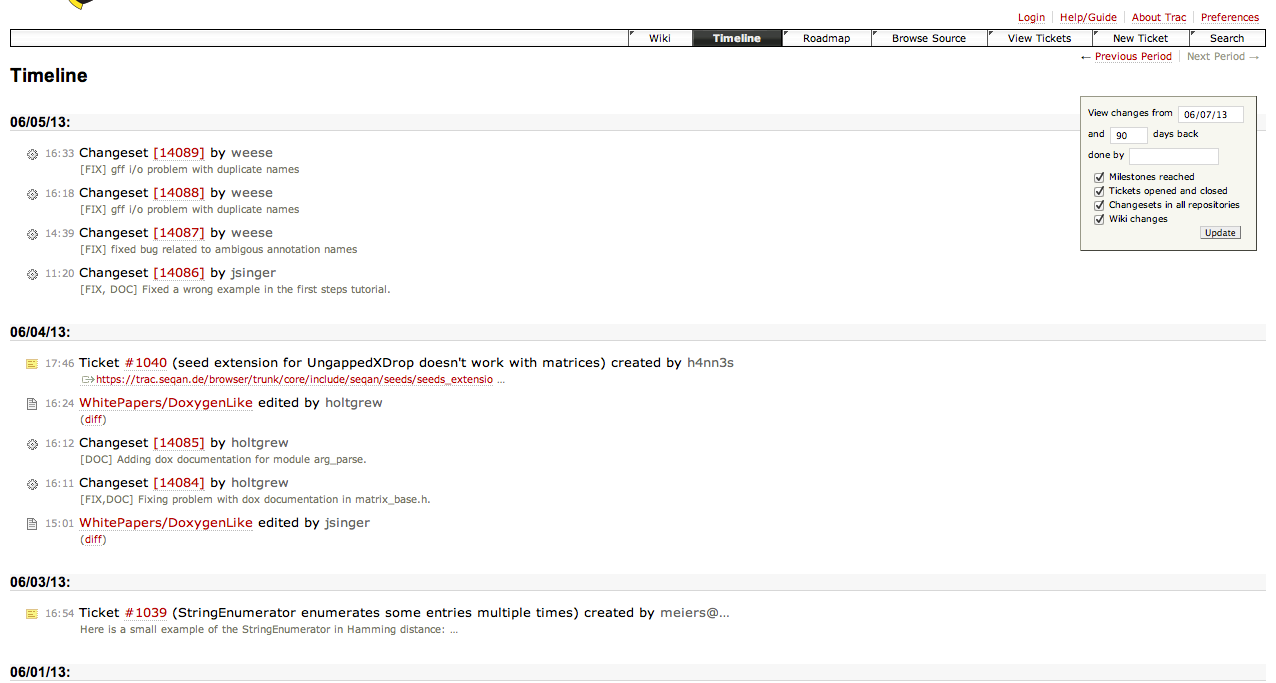 Login Help/Guide About Trac Preferences
Wiki Timeline Roadmap Browse Source View Tickets New Ticket Search
← Previous Period Next Period →
Timeline
View changes from 06/07/13
and 90 days back
done by
Milestones reached
Tickets opened and closed
Changesets in all repositories
Wiki changes
Update
06/05/13:
16:33 Changeset [14089] by weese
[FIX] gff i/o problem with duplicate names
16:18 Changeset [14088] by weese
[FIX] gff i/o problem with duplicate names
14:39 Changeset [14087] by weese
[FIX] fixed bug related to ambigous annotation names
11:20 Changeset [14086] by jsinger
[FIX, DOC] Fixed a wrong example in the first steps tutorial.
06/04/13:
17:46 Ticket #1040 (seed extension for UngappedXDrop doesn't work with matrices) created by h4nn3s
https://trac.seqan.de/browser/trunk/core/include/seqan/seeds/seeds_extensio ...
16:24 WhitePapers/DoxygenLike edited by holtgrew
(diff)
16:12 Changeset [14085] by holtgrew
[DOC] Adding dox documentation for module arg_parse.
16:11 Changeset [14084] by holtgrew
[FIX,DOC] Fixing problem with dox documentation in matrix_base.h.
15:01 WhitePapers/DoxygenLike edited by jsinger
(diff)
06/03/13:
16:54 Ticket #1039 (StringEnumerator enumerates some entries multiple times) created by meiers@...
Here is a small example of the StringEnumerator in Hamming distance: ...
06/01/13: